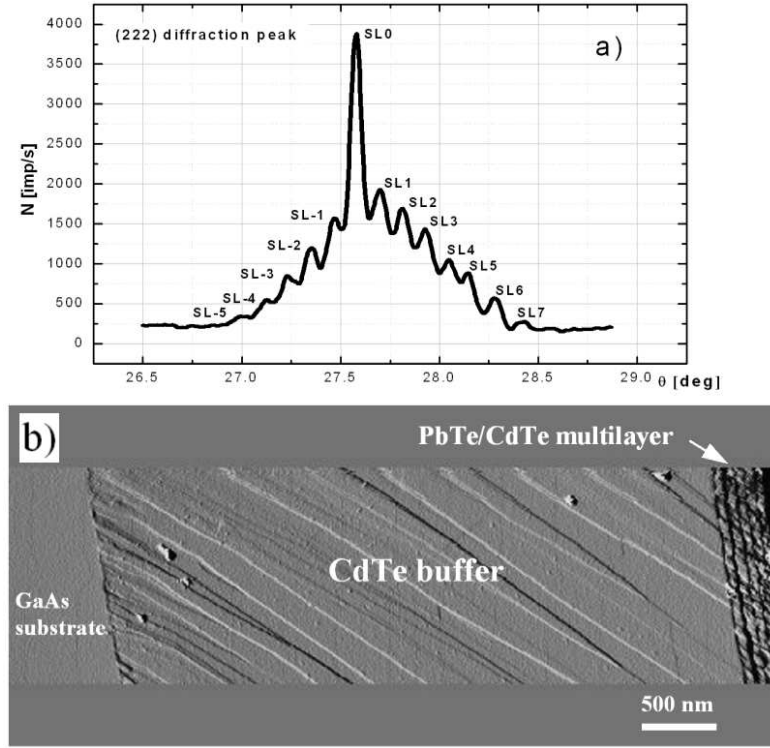 (222) diffraction peak
SL0
a)
4000
3500
3000
2500
2000
1500
1000
500
0
N [imp/s]
SL-5
SL-4
SL-3
SL-2
SL-1
SL1
SL2
SL3
SL4
SL5
SL6
SL7
26.5 27.0 27.5 28.0 28.5 29.0 θ [deg]
b)
PbTe/CdTe multilayer
CdTe buffer
GaAs
substrate
500 nm